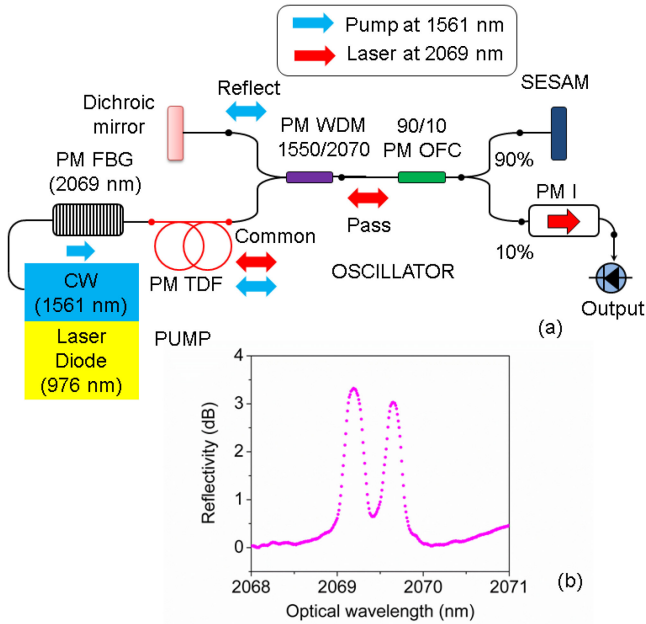 Pump at 1561 nm
Laser at 2069 nm
Reflect
SESAM
Dichroic
mirror
PM WDM
1550/2070
90/10
PM OFC
PM FBG
(2069 nm)
90%
PM I
Pass
Common
10%
PM TDF
OSCILLATOR
CW
(1561 nm)
Output
(a)
Laser
Diode
(976 nm)
PUMP
4
3
2
1
0
Reflectivity (dB)
2068
2069
2070
2071
Optical wavelength (nm)
(b)